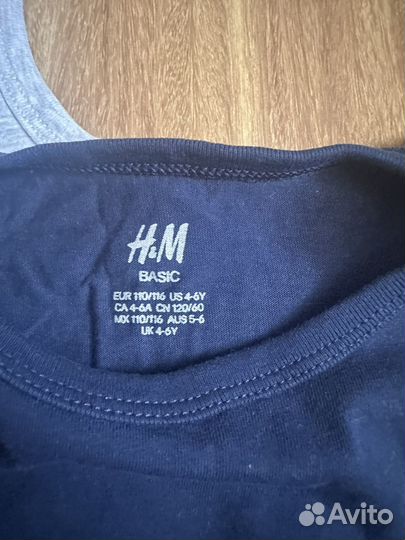 H&M
BASIC
EUR 110/116 US 4-6Y
CA 4-6A CN 120/60
MX 110/116 AUS 5-6
UK 4-6Y
Avito